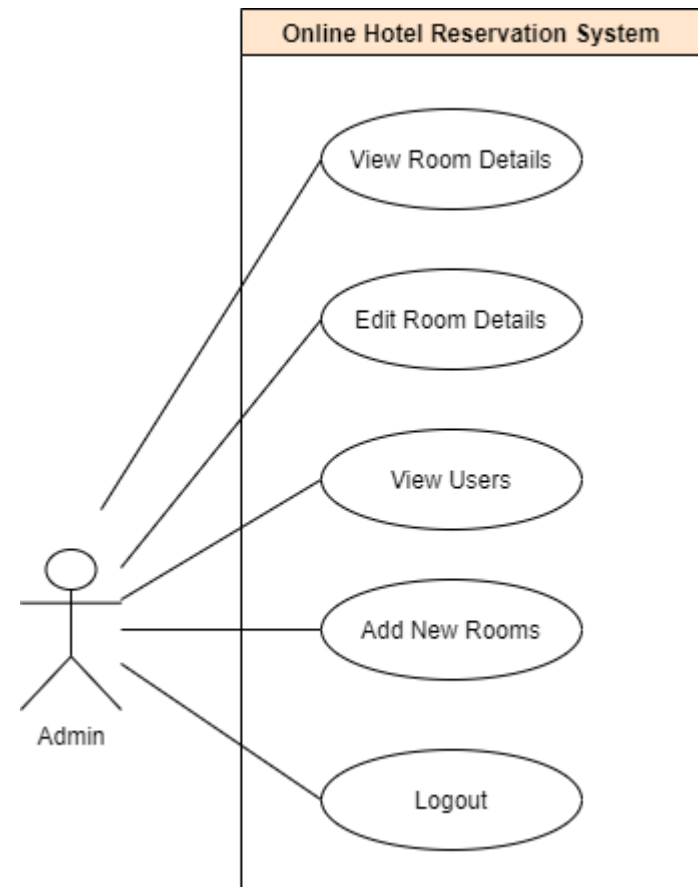 Online Hotel Reservation System
View Room Details
Edit Room Details
View Users
Add New Rooms
Admin
Logout